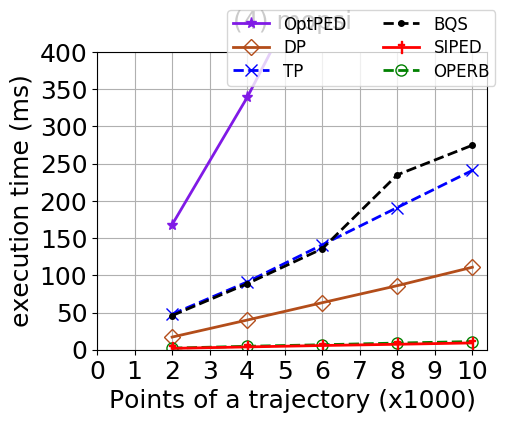 OptPED
DP
TP
BQS
SIPED
OPERB
400
350
300
250
200
150
100
50
0
execution time (ms)
0 1 2 3 4 5 6 7 8 9 10
Points of a trajectory (x1000)